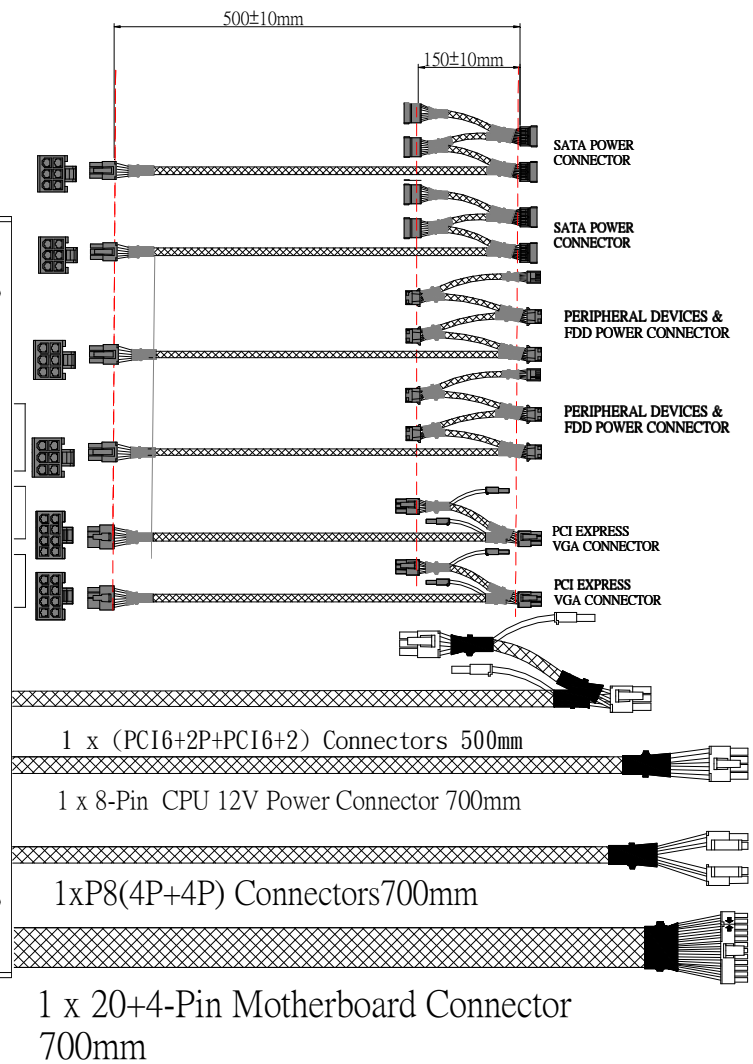 500±10mm
150±10mm
SATA POWER
CONNECTOR
SATA POWER
CONNECTOR
PERIPHERAL DEVICES &
FDD POWER CONNECTOR
PERIPHERAL DEVICES &
FDD POWER CONNECTOR
PCI EXPRESS
VGA CONNECTOR
PCI EXPRESS
VGA CONNECTOR
1 x (PCI6+2P+PCI6+2) Connectors 500mm
1 x 8-Pin CPU 12V Power Connector 700mm
1xP8(4P+4P) Connectors700mm
1 x 20+4-Pin Motherboard Connector
700mm